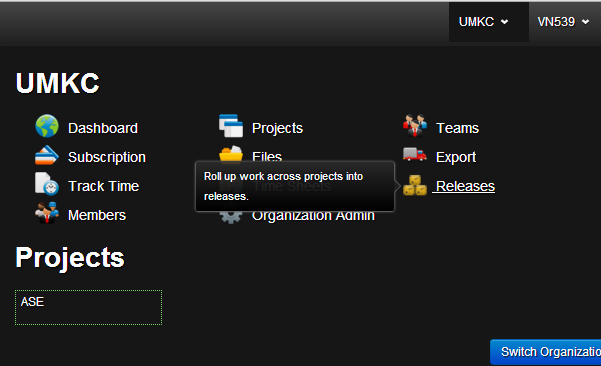 UMKC VN539
UMKC
Dashboard Projects Teams
Subscription Files Export
Track Time Time Sheets Releases
Roll up work across projects into
releases.
Members Organization Admin
Projects
ASE
Switch Organizatio